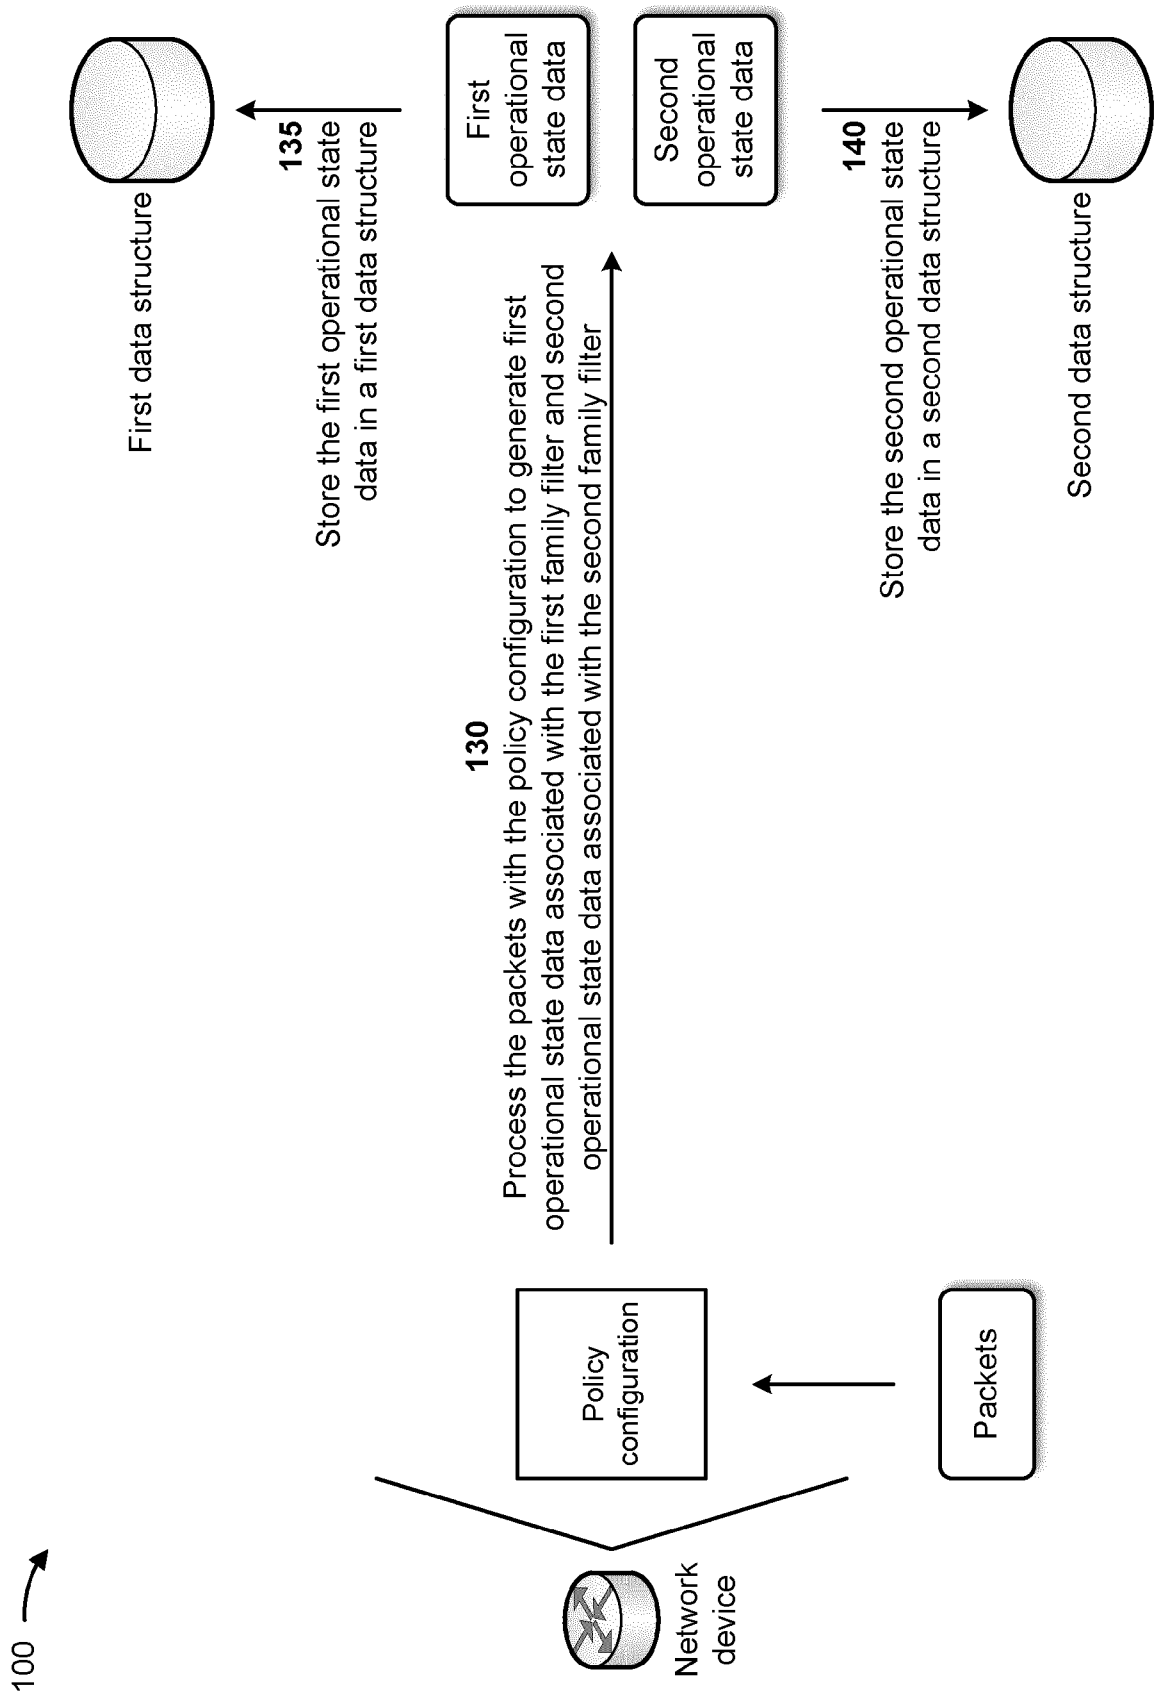 100
Network
device
Policy
configuration
Packets
130
Process the packets with the policy configuration to generate first
operational state data associated with the first family filter and second
operational state data associated with the second family filter
First
operational
state data
Second
operational
state data
135
Store the first operational state
data in a first data structure
First data structure
140
Store the second operational state
data in a second data structure
Second data structure